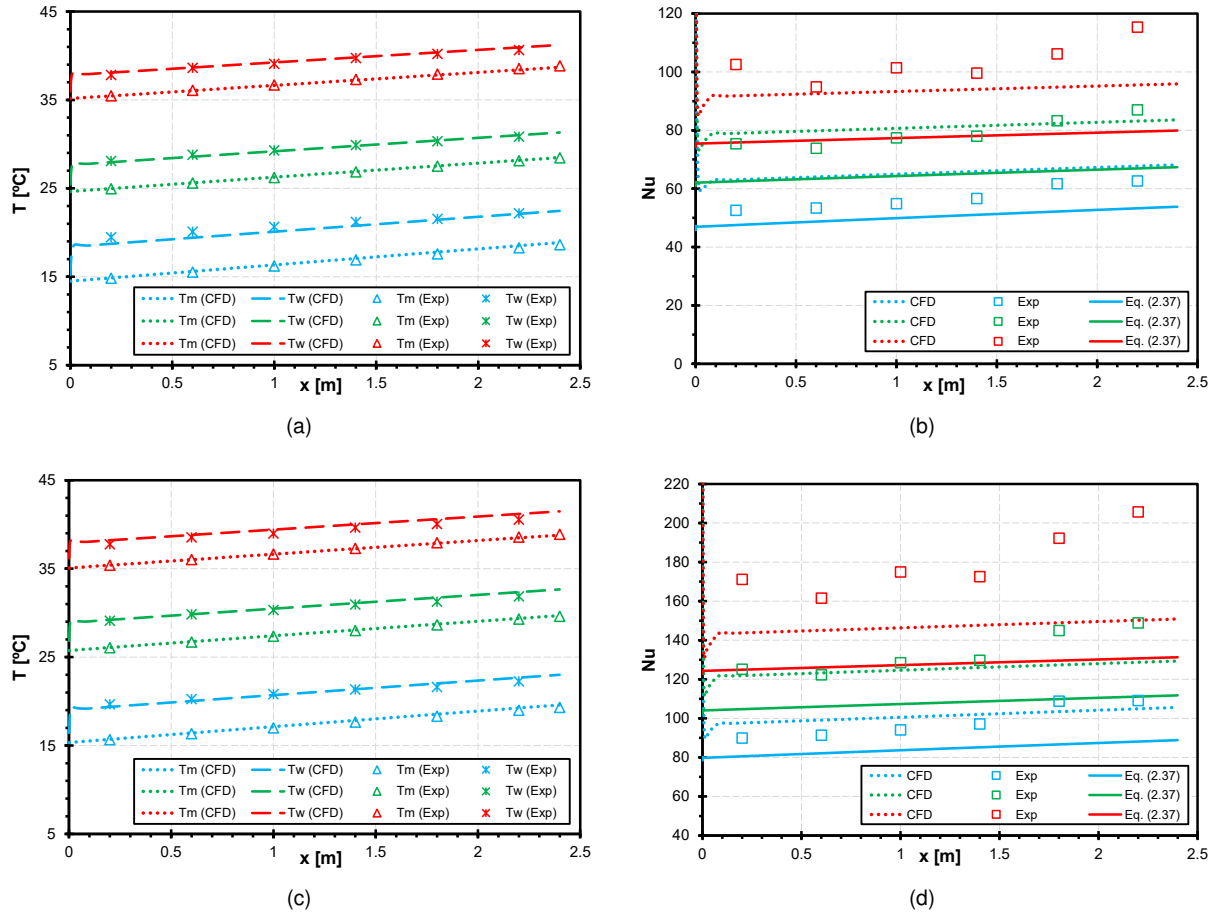 45
35
25
15
5
T [ºC]
0 0.5 1 1.5 2 2.5
x [m]
Tm (CFD) Tw (CFD) Tm (Exp) Tw (Exp)
Tm (CFD) Tw (CFD) Tm (Exp) Tw (Exp)
Tm (CFD) Tw (CFD) Tm (Exp) Tw (Exp)
(a)
120
100
80
60
40
20
0
Nu
0 0.5 1 1.5 2 2.5
x [m]
CFD Exp Eq. (2.37)
CFD Exp Eq. (2.37)
CFD Exp Eq. (2.37)
(b)
45
35
25
15
5
T [ºC]
0 0.5 1 1.5 2 2.5
x [m]
Tm (CFD) Tw (CFD) Tm (Exp) Tw (Exp)
Tm (CFD) Tw (CFD) Tm (Exp) Tw (Exp)
Tm (CFD) Tw (CFD) Tm (Exp) Tw (Exp)
(c)
220
200
180
160
140
120
100
80
60
40
Nu
0 0.5 1 1.5 2 2.5
x [m]
CFD Exp Eq. (2.37)
CFD Exp Eq. (2.37)
CFD Exp Eq. (2.37)
(d)